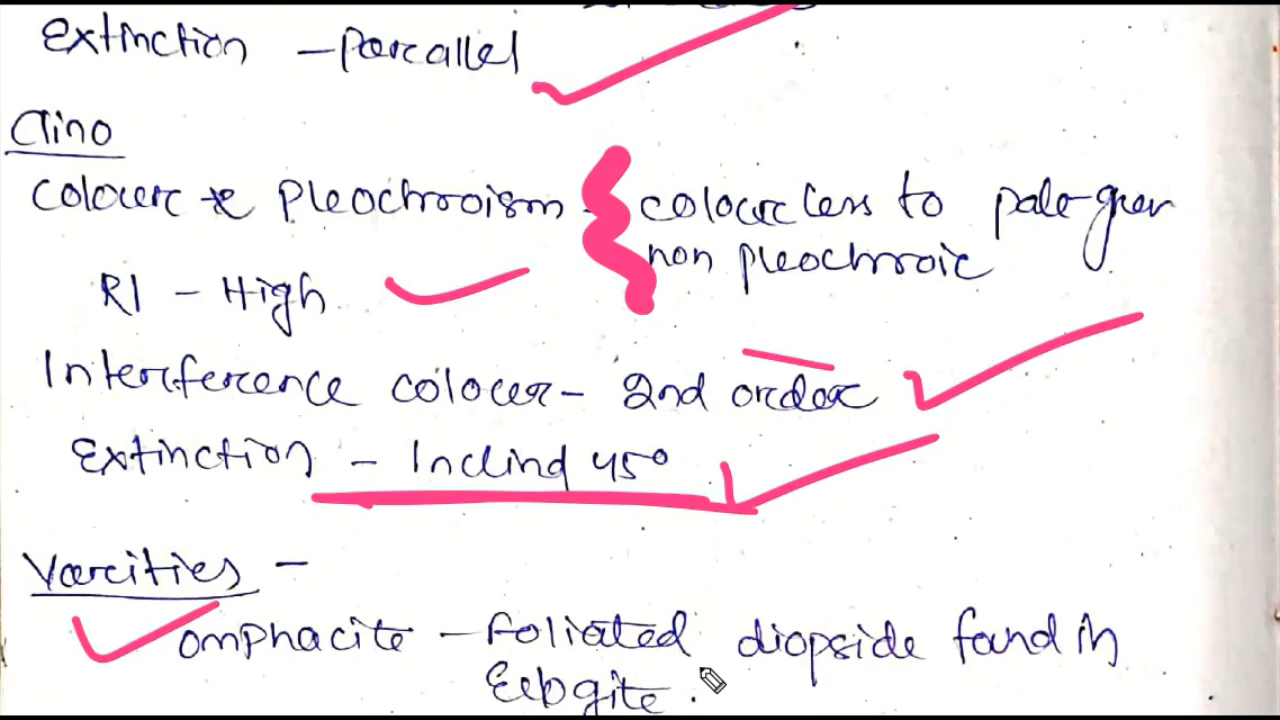 Extinction - Parallel
Clino
Colour & Pleochroism - colourless to pale-green
non pleochroic
RI - High
Interference colour - 2nd order
Extinction - Inclind 45°
Varities -
omphacite - foliated diopside found in
Eclogite.